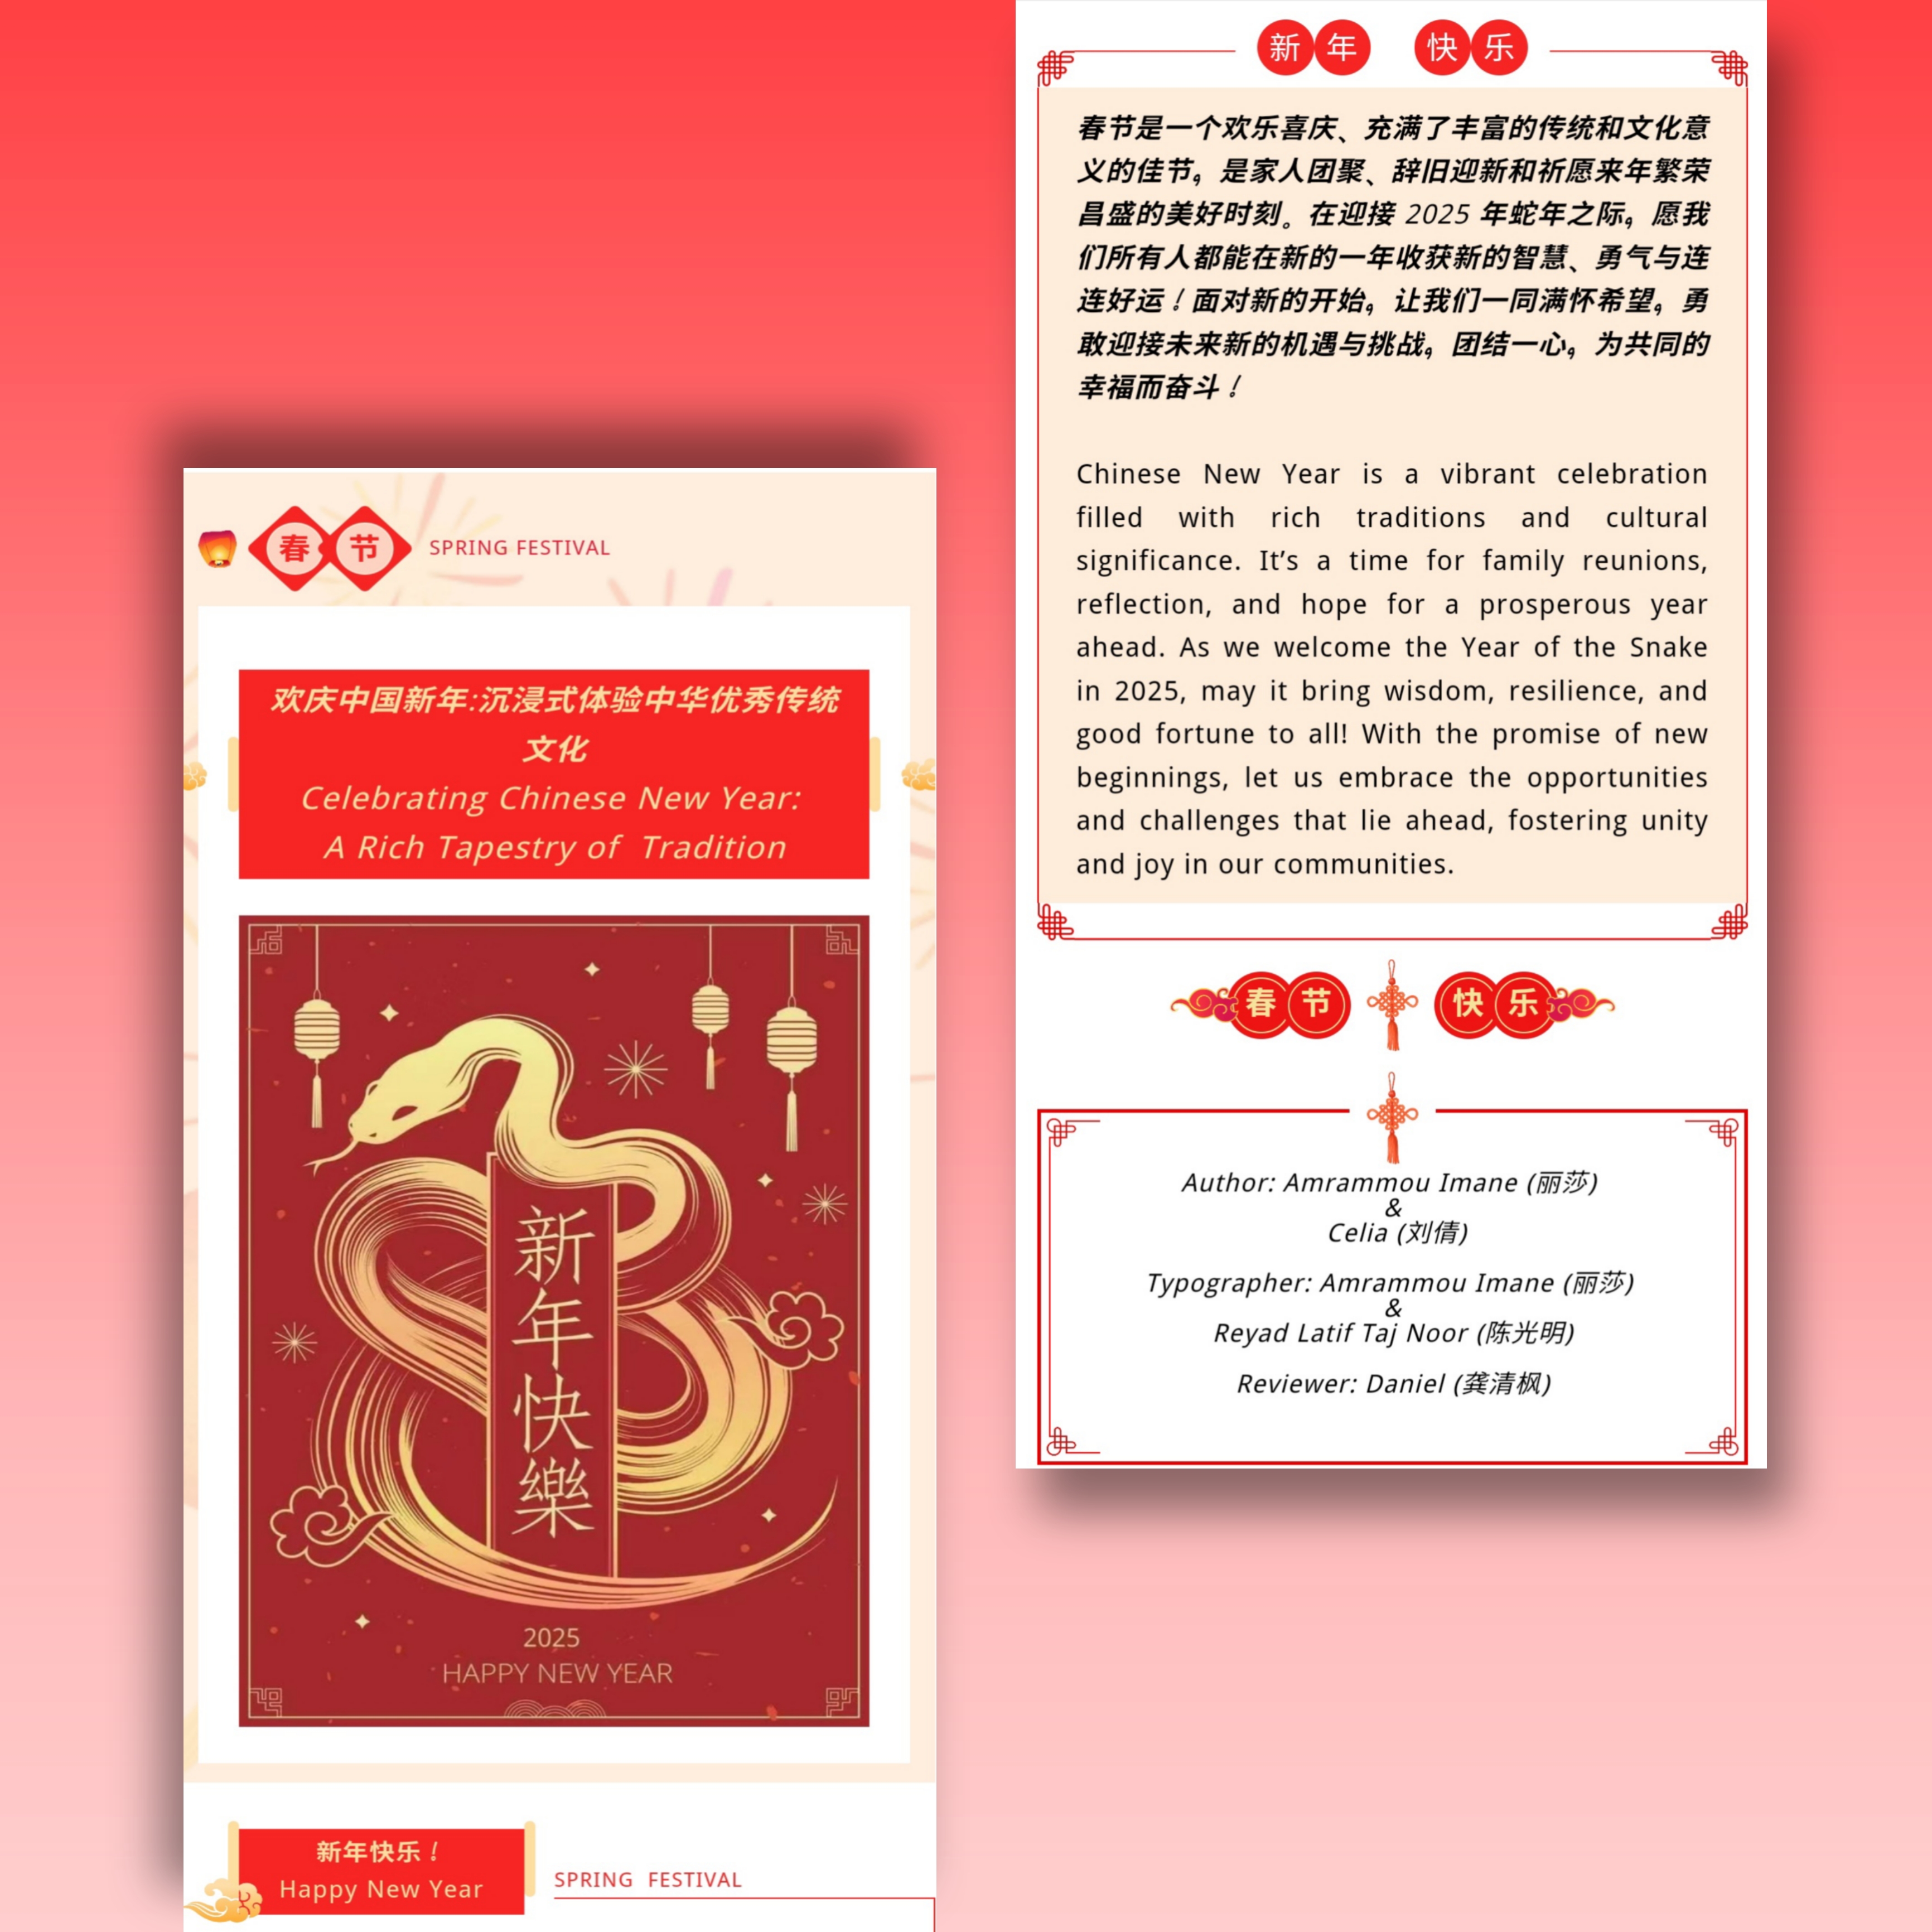 春节 SPRING FESTIVAL
欢庆中国新年:沉浸式体验中华优秀传统
文化
Celebrating Chinese New Year:
A Rich Tapestry of Tradition
新
年
快
樂
2025
HAPPY NEW YEAR
新年快乐！
Happy New Year
SPRING FESTIVAL
新年 快乐
春节是一个欢乐喜庆、充满了丰富的传统和文化意
义的佳节，是家人团聚、辞旧迎新和祈愿来年繁荣
昌盛的美好时刻。在迎接 2025 年蛇年之际，愿我
们所有人都能在新的一年收获新的智慧、勇气与连
连好运！面对新的开始，让我们一同满怀希望，勇
敢迎接未来新的机遇与挑战，团结一心，为共同的
幸福而奋斗！
Chinese New Year is a vibrant celebration
filled with rich traditions and cultural
significance. It’s a time for family reunions,
reflection, and hope for a prosperous year
ahead. As we welcome the Year of the Snake
in 2025, may it bring wisdom, resilience, and
good fortune to all! With the promise of new
beginnings, let us embrace the opportunities
and challenges that lie ahead, fostering unity
and joy in our communities.
春节 快乐
Author: Amrammou Imane (丽莎)
&
Celia (刘倩)
Typographer: Amrammou Imane (丽莎)
&
Reyad Latif Taj Noor (陈光明)
Reviewer: Daniel (龚清枫)